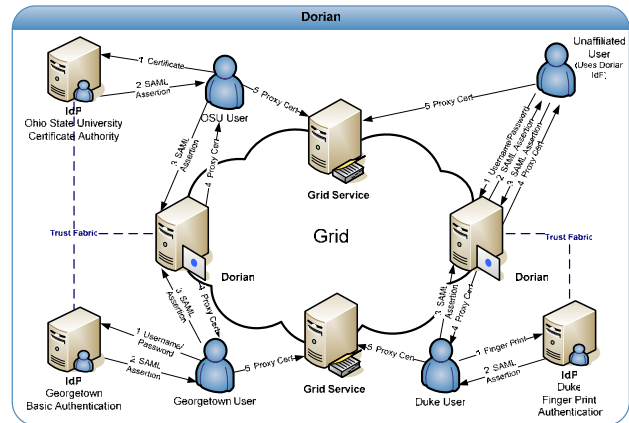 Dorian
1 Certificate
2 SAML
Assertion
IdP
Ohio State University
Certificate Authority
OSU User
5 Proxy Cert
Unaffiliated
User
(Uses Dorian
IdF)
5 Proxy Cert
1 Username/Password
2 SAML Assertion
3 SAML
Assertion
4 Proxy Cert
3 SAML
Assertion
4 Proxy Cert
Grid Service
Grid
Trust Fabric
Dorian
Dorian
Trust Fabric
4 Proxy Cert
3 SAML
Assertion
1 Username/
Password
2 SAML
Assertion
IdP
Georgetown
Basic Authentication
Georgetown User
5 Proxy Cert
Grid Service
5 Proxy Cert
3 SAML
Assertion
4 Proxy Cert
1 Finger Print
2 SAML
Assertion
Duke User
IdP
Duke
Finger Print
Authentication